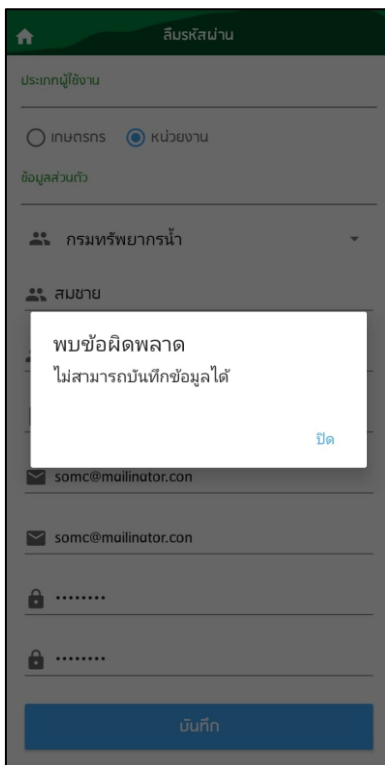 ลืมรหัสผ่าน
ประเภทผู้ใช้งาน
เกษตรกร หน่วยงาน
ข้อมูลส่วนตัว
กรมทรัพยากรน้ำ
สมชาย
พบข้อผิดพลาด
ไม่สามารถบันทึกข้อมูลได้
ปิด
somc@mailinator.con
somc@mailinator.con
••••••••
••••••••
บันทึก